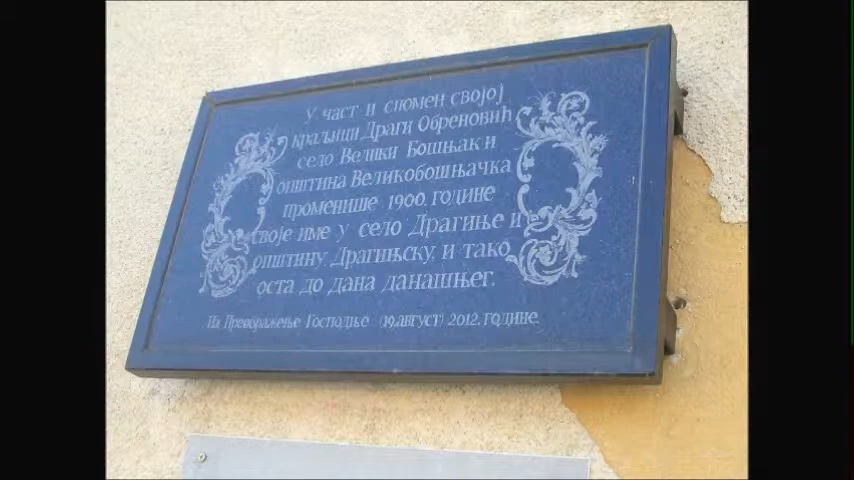 У част и спомен својој
краљици Драги Обреновић
село Велики Бошњак и
општина Великобошњачка
променише 1900. године
своје име у село Драгиње и
општину Драгињску, и тако
оста до дана данашњег.
На Преображење Господње (19.август) 2012. године.